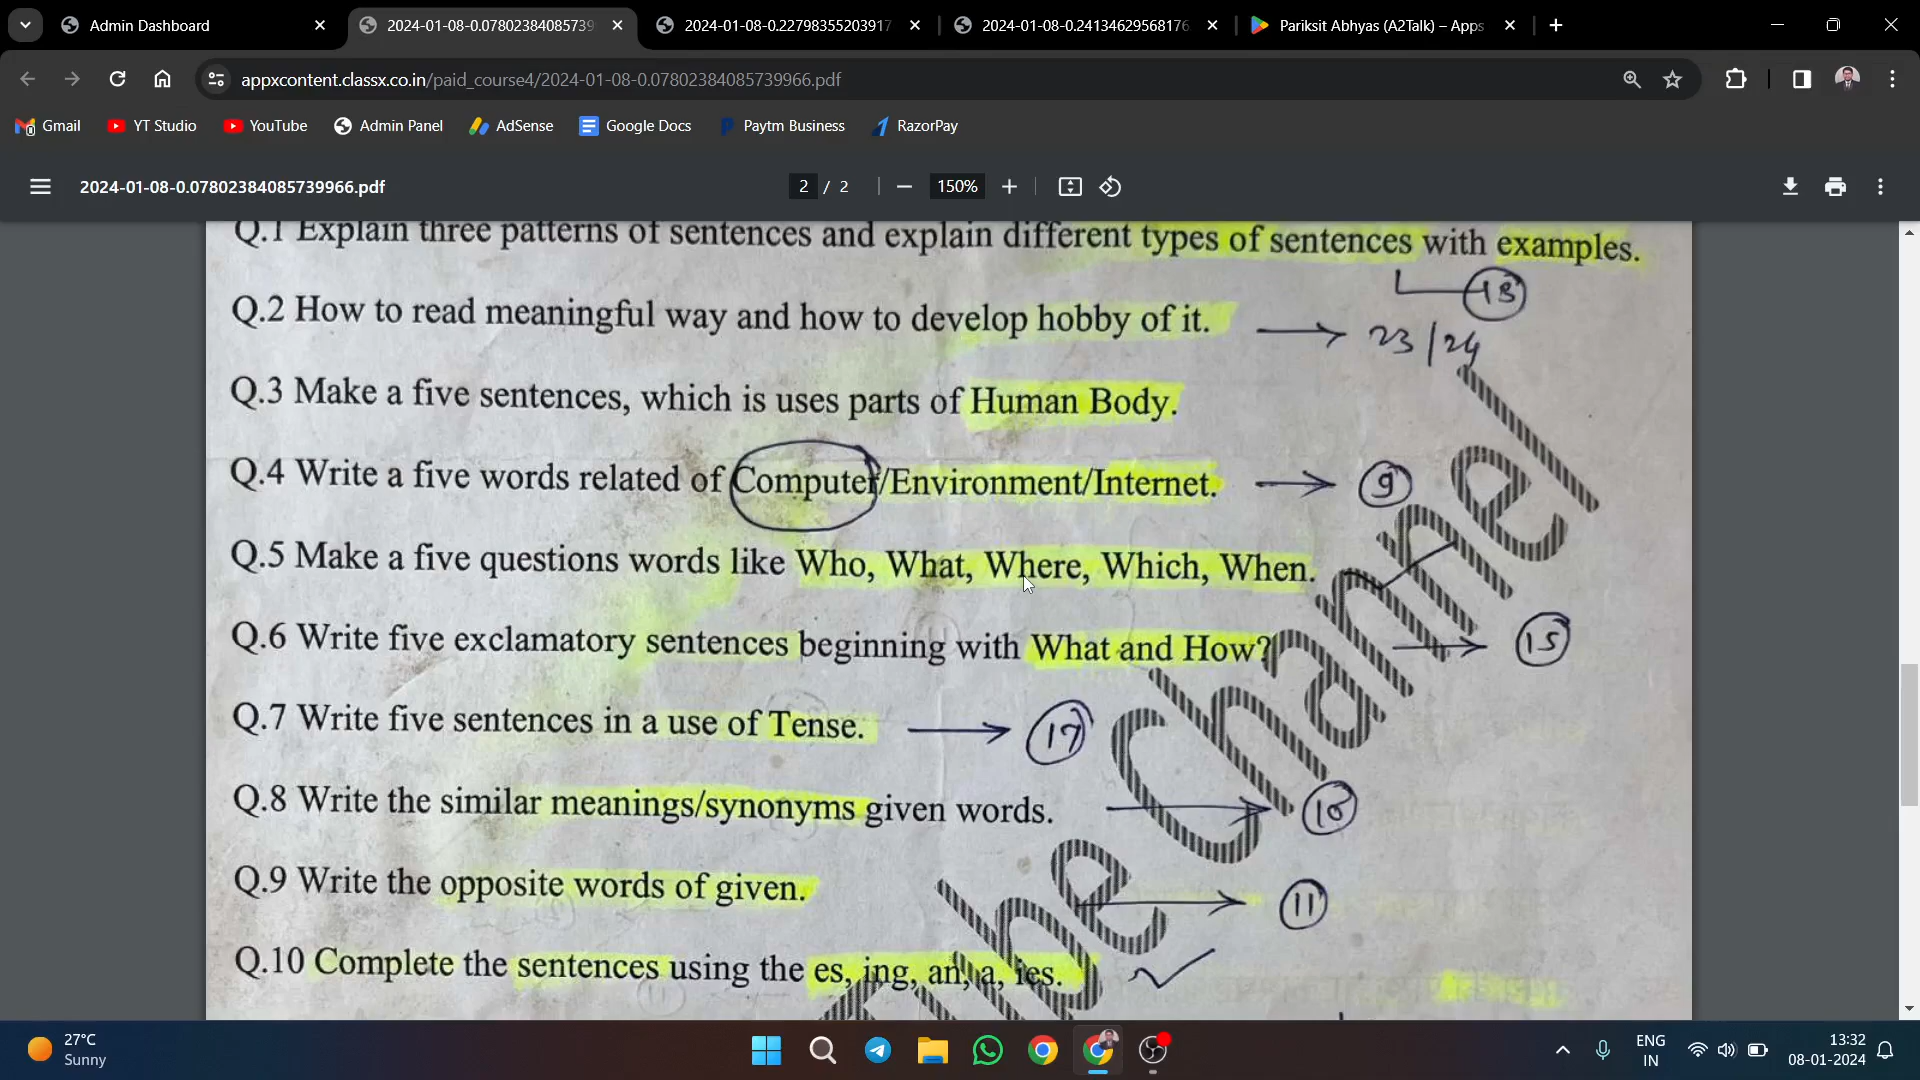 Admin Dashboard
2024-01-08-0.0780238408573
2024-01-08-0.2279835520391
2024-01-08-0.24134629568176
Pariksit Abhyas (A2Talk) – Apps
appxcontent.classx.co.in/paid_course4/2024-01-08-0.07802384085739966.pdf
Gmail
YT Studio
YouTube
Admin Panel
AdSense
Google Docs
Paytm Business
RazorPay
2024-01-08-0.07802384085739966.pdf
2 / 2
150%
Q.1 Explain three patterns of sentences and explain different types of sentences with examples.
13
Q.2 How to read meaningful way and how to develop hobby of it.
23/24
Q.3 Make a five sentences, which is uses parts of Human Body.
Q.4 Write a five words related of Computer/Environment/Internet.
9
Q.5 Make a five questions words like Who, What, Where, Which, When.
Q.6 Write five exclamatory sentences beginning with What and How?
15
Q.7 Write five sentences in a use of Tense.
17
Q.8 Write the similar meanings/synonyms given words.
Q.9 Write the opposite words of given.
11
Q.10 Complete the sentences using the es, ing, an, a, ies.
The Channel
27°C
Sunny
ENG
IN
13:32
08-01-2024